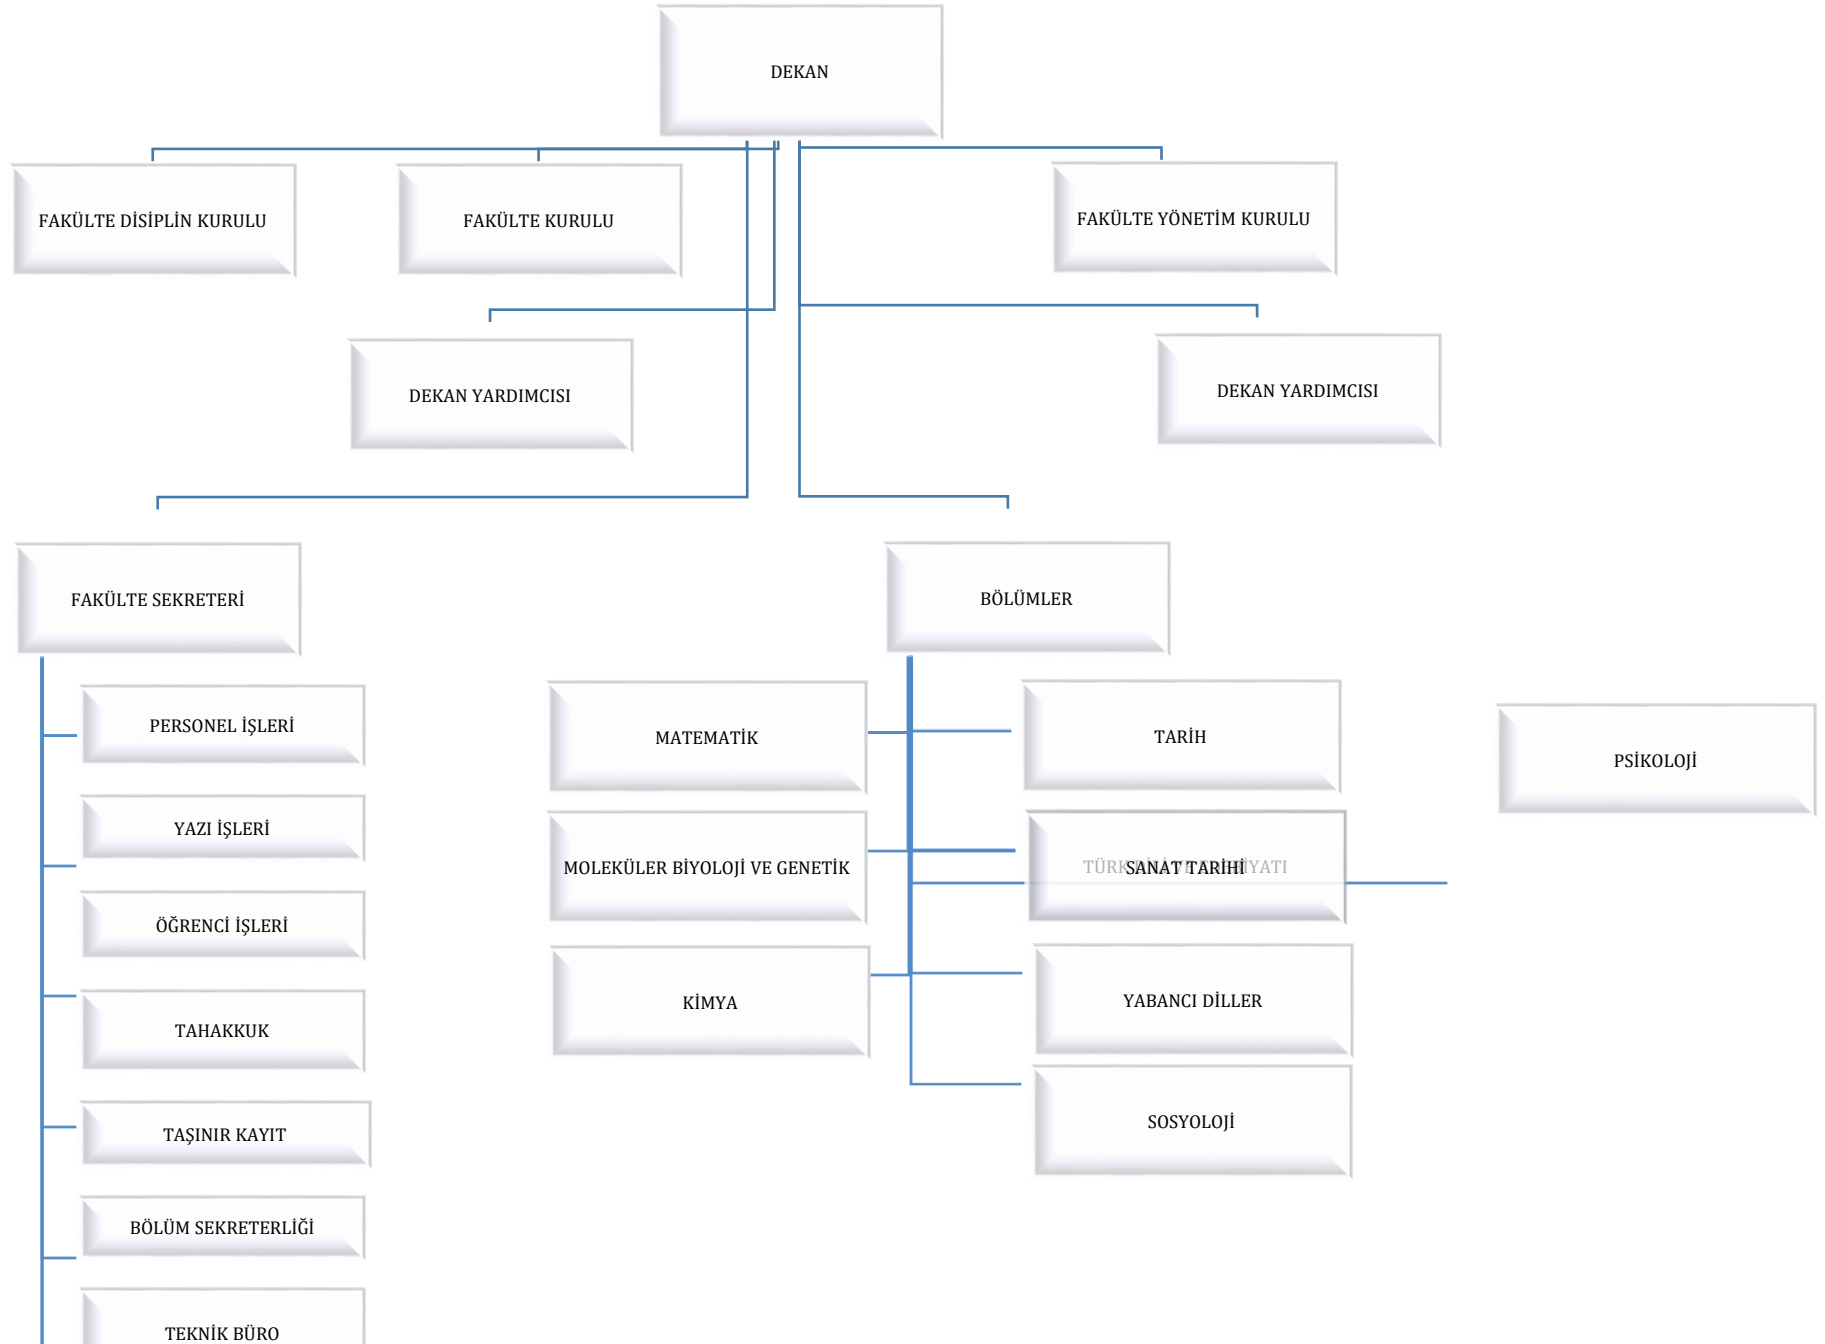 DEKAN
FAKÜLTE DİSİPLİN KURULU
FAKÜLTE KURULU
FAKÜLTE YÖNETİM KURULU
DEKAN YARDIMCISI
DEKAN YARDIMCISI
FAKÜLTE SEKRETERİ
BÖLÜMLER
PERSONEL İŞLERİ
YAZI İŞLERİ
ÖĞRENCİ İŞLERİ
TAHAKKUK
TAŞINIR KAYIT
BÖLÜM SEKRETERLİĞİ
TEKNİK BÜRO
MATEMATİK
MOLEKÜLER BİYOLOJİ VE GENETİK
KİMYA
TARİH
SANAT TARİHİ
YABANCI DİLLER
SOSYOLOJİ
PSİKOLOJİ